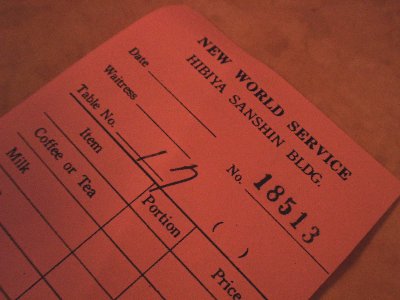 NEW WORLD SERVICE
HIBIYA SANSHIN BLDG.
Date
Waitress
Table No. 17
No. 18513
( )
Item Portion Price
Coffee or Tea
Milk